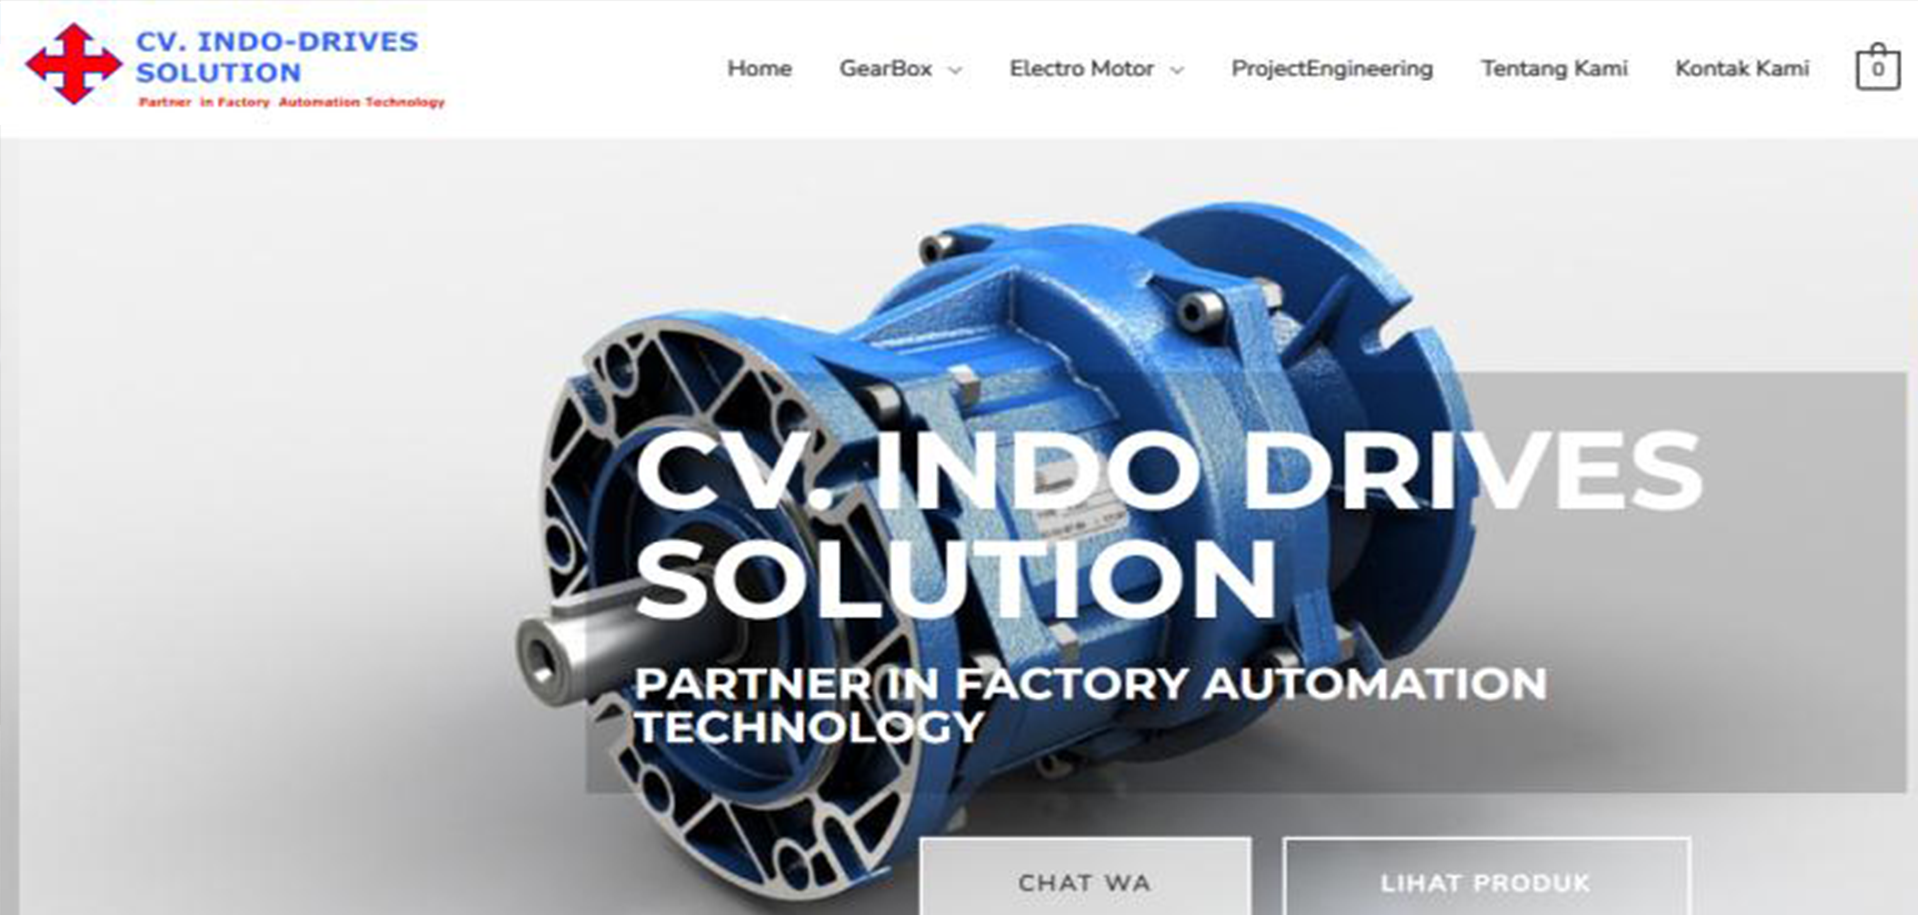 CV. INDO-DRIVES
SOLUTION
Partner in Factory Automation Technology
Home GearBox Electro Motor ProjectEngineering Tentang Kami Kontak Kami 0
CV. INDO DRIVES
SOLUTION
PARTNER IN FACTORY AUTOMATION
TECHNOLOGY
CHAT WA LIHAT PRODUK